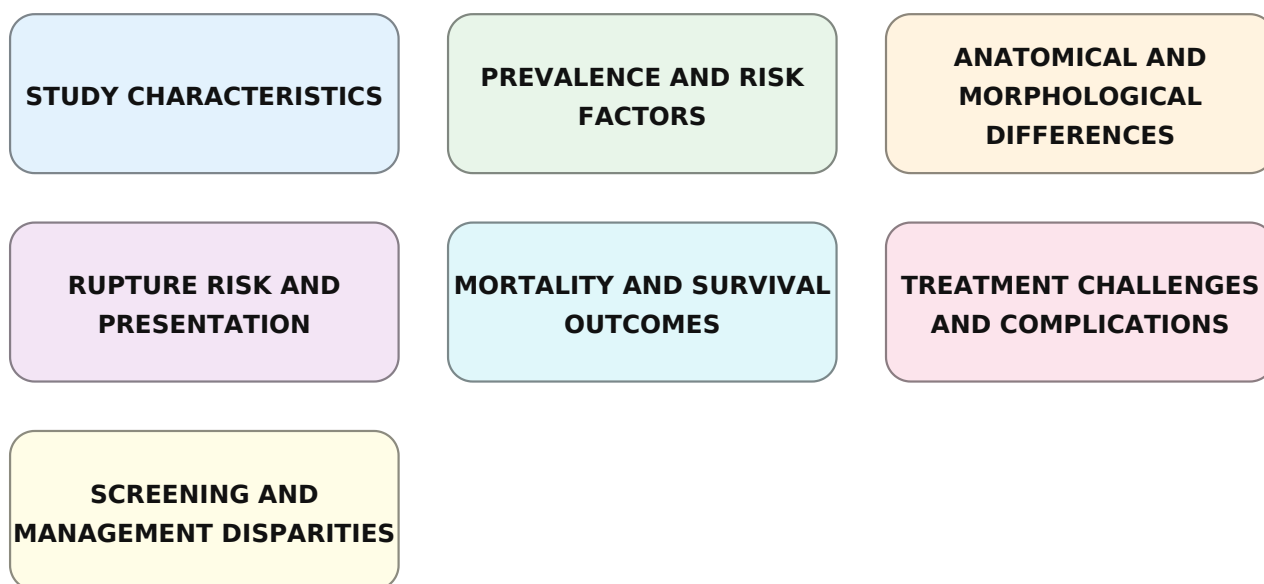 STUDY CHARACTERISTICS
PREVALENCE AND RISK
FACTORS
ANATOMICAL AND
MORPHOLOGICAL
DIFFERENCES
RUPTURE RISK AND
PRESENTATION
MORTALITY AND SURVIVAL
OUTCOMES
TREATMENT CHALLENGES
AND COMPLICATIONS
SCREENING AND
MANAGEMENT DISPARITIES